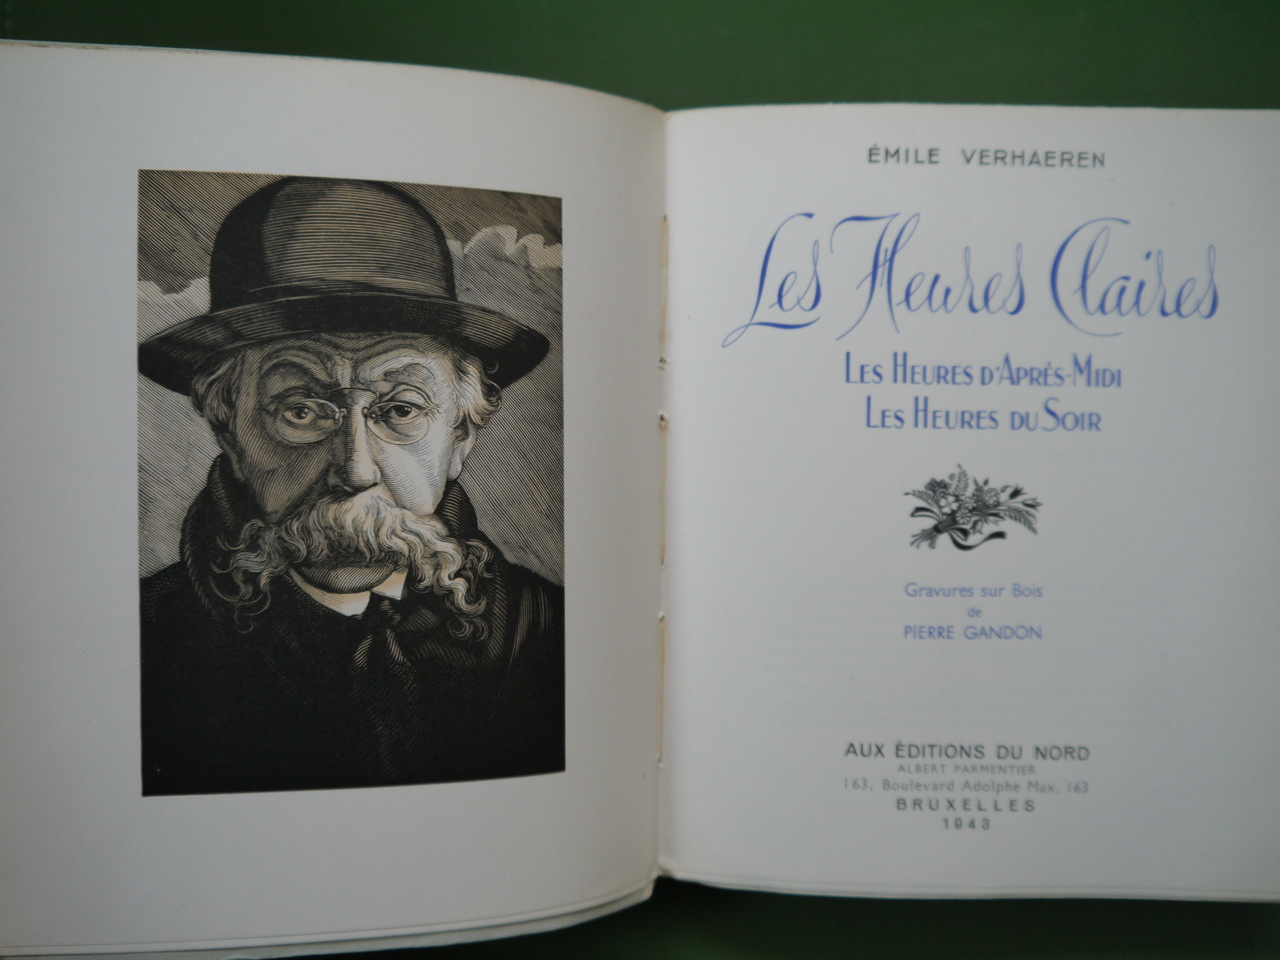 ÉMILE VERHAEREN
Les Heures Claires
LES HEURES D'APRÈS-MIDI
LES HEURES DU SOIR
Gravures sur Bois
de
PIERRE GANDON
AUX ÉDITIONS DU NORD
ALBERT PARMENTIER
163, Boulevard Adolphe Max, 163
BRUXELLES
1943